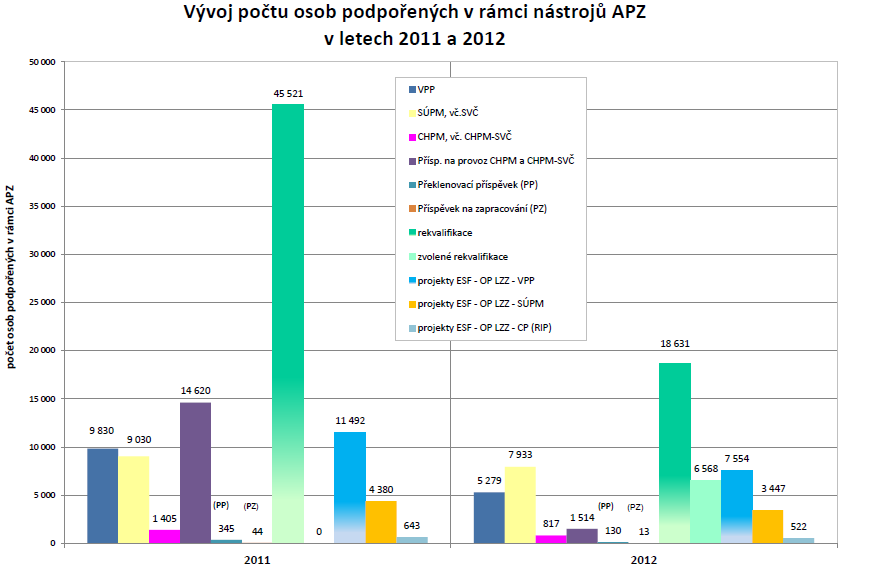 Vývoj počtu osob podpořených v rámci nástrojů APZ
v letech 2011 a 2012
počet osob podpořených v rámci APZ
50 000
45 000
40 000
35 000
30 000
25 000
20 000
15 000
10 000
5 000
0
VPP
SÚPM, vč.SVČ
CHPM, vč. CHPM-SVČ
Přísp. na provoz CHPM a CHPM-SVČ
Překlenovací příspěvek (PP)
Příspěvek na zapracování (PZ)
rekvalifikace
zvolené rekvalifikace
projekty ESF - OP LZZ - VPP
projekty ESF - OP LZZ - SÚPM
projekty ESF - OP LZZ - CP (RIP)
9 830
9 030
1 405
14 620
(PP)
345
(PZ)
44
45 521
0
11 492
4 380
643
5 279
7 933
817
1 514
(PP)
130
(PZ)
13
18 631
6 568
7 554
3 447
522
2011
2012